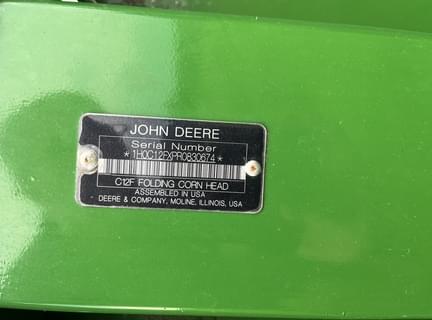 JOHN DEERE
Serial Number
*1H0C12FXPR0830674*
C12F FOLDING CORN HEAD
ASSEMBLED IN USA
DEERE & COMPANY, MOLINE, ILLINOIS, USA